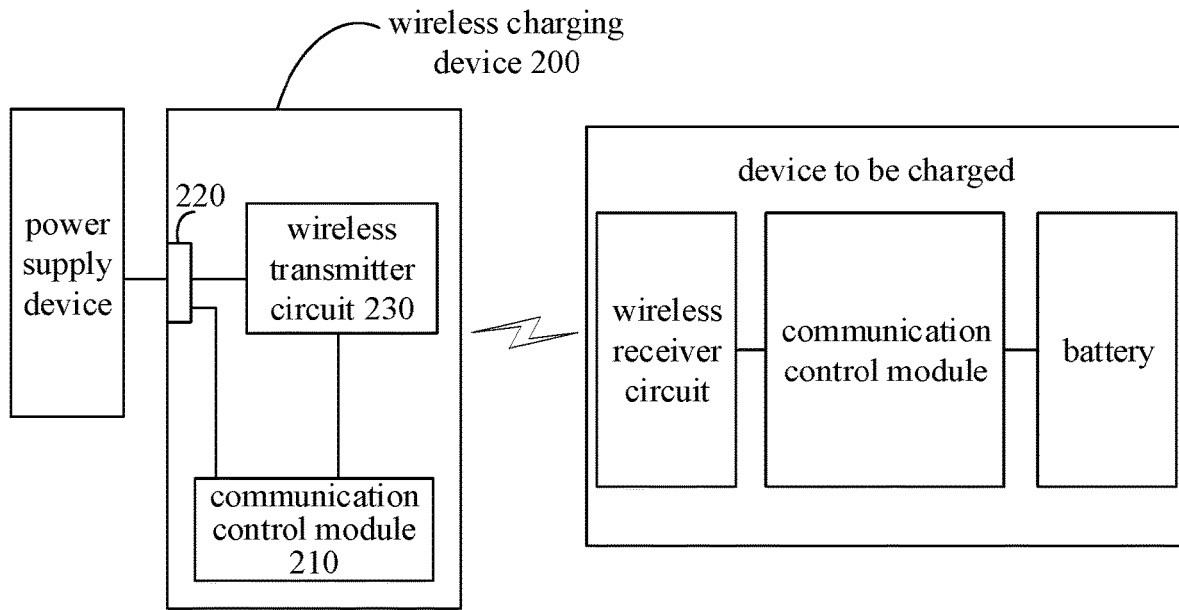 wireless charging
device 200
power
supply
device
220
wireless
transmitter
circuit 230
communication
control module
210
device to be charged
wireless
receiver
circuit
communication
control module
battery